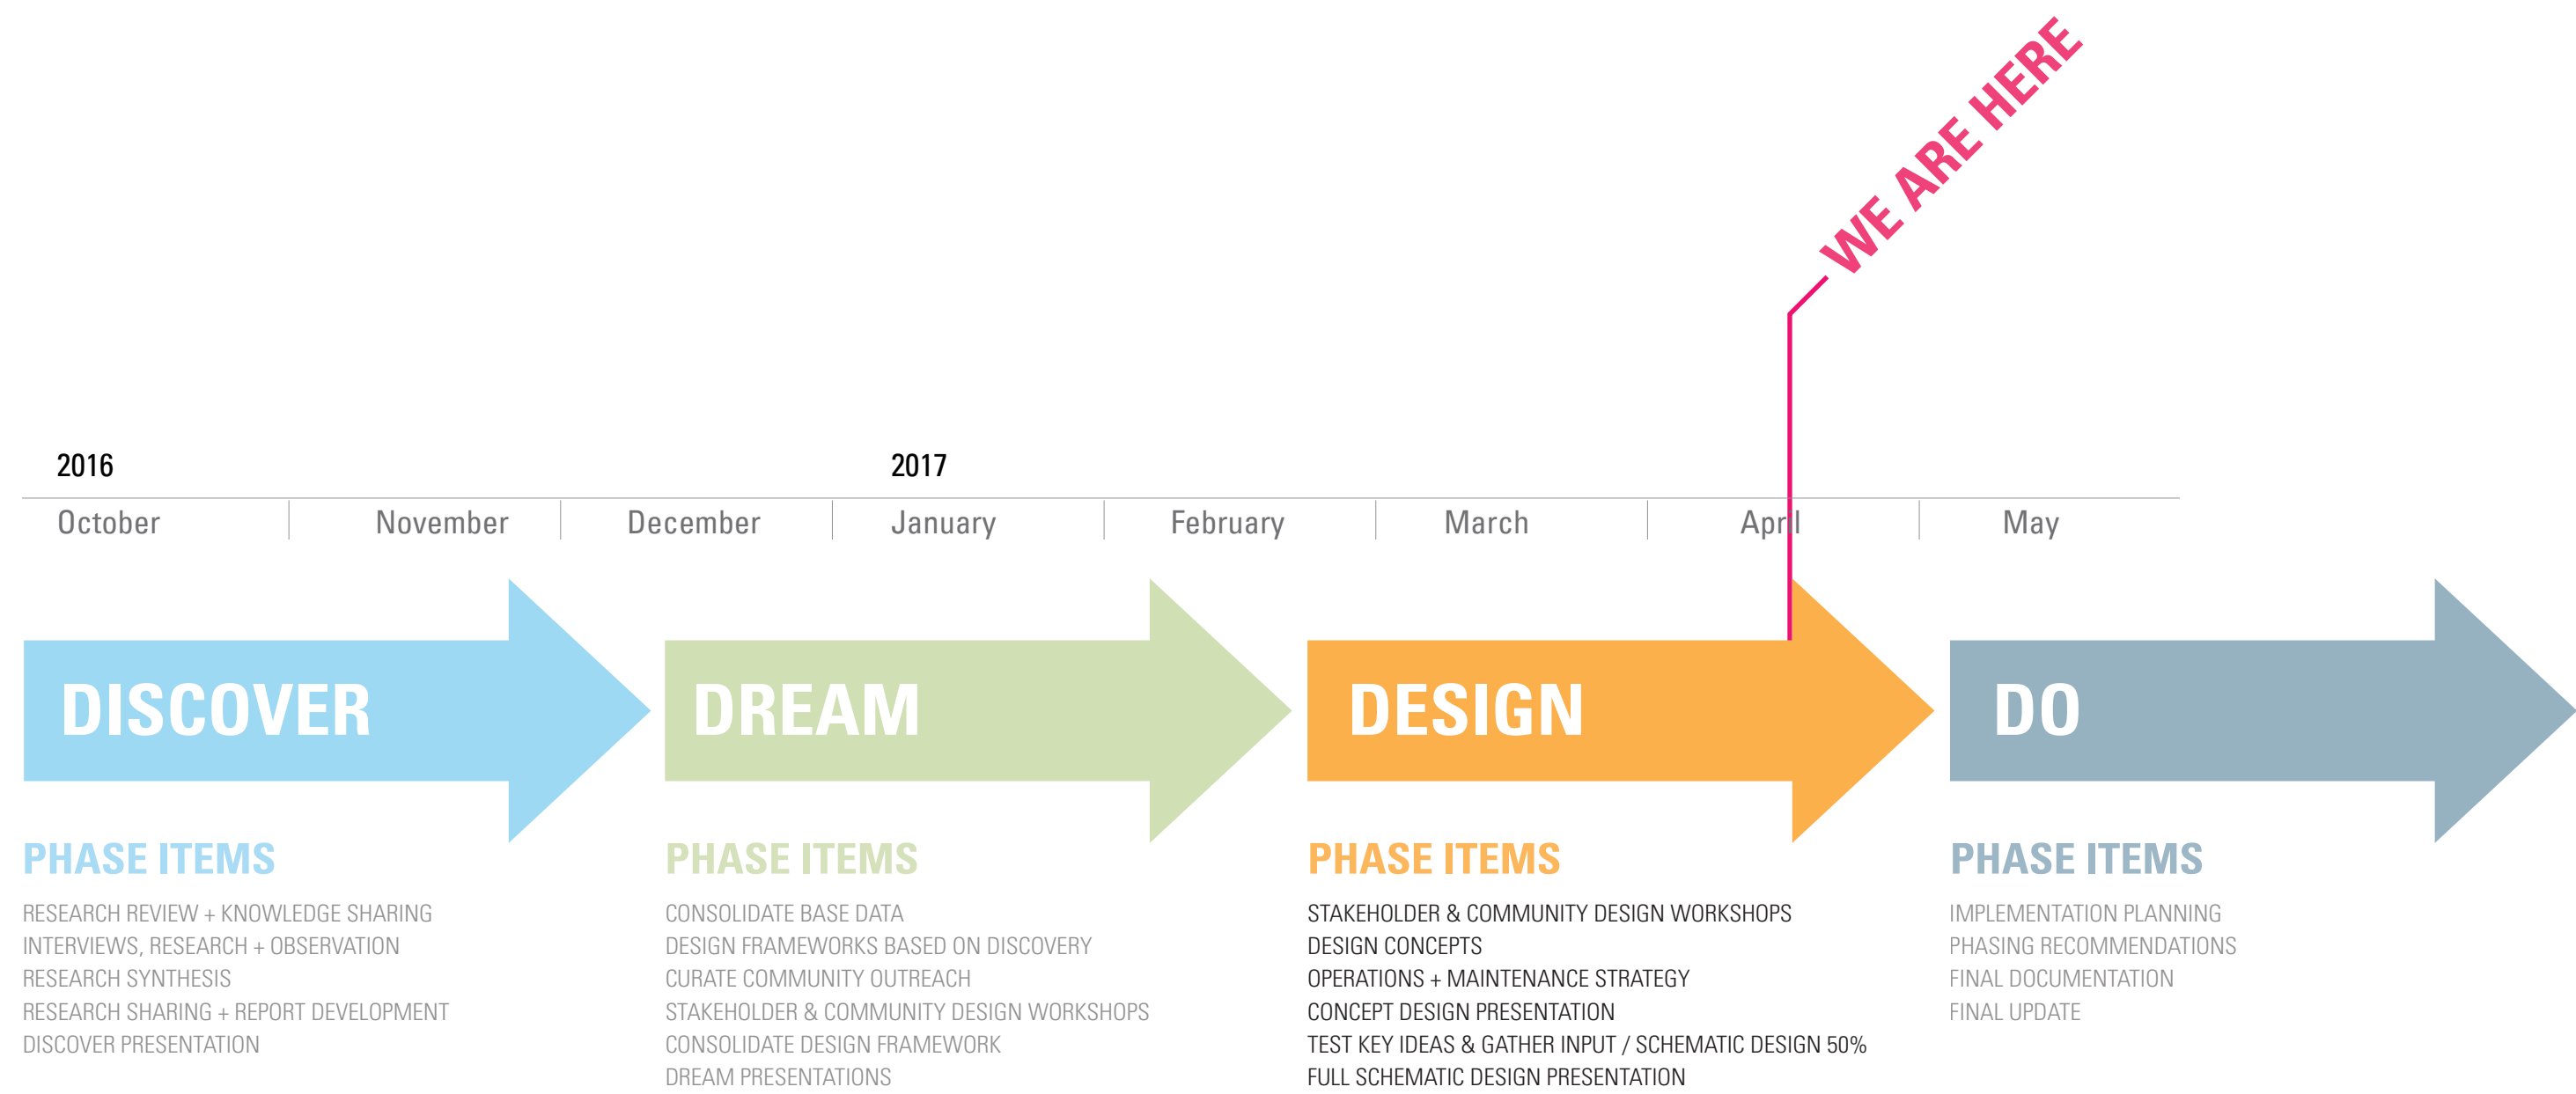 WE ARE HERE
2016
2017
October
November
December
January
February
March
April
May
DISCOVER
DREAM
DESIGN
DO
PHASE ITEMS
RESEARCH REVIEW + KNOWLEDGE SHARING
INTERVIEWS, RESEARCH + OBSERVATION
RESEARCH SYNTHESIS
RESEARCH SHARING + REPORT DEVELOPMENT
DISCOVER PRESENTATION
PHASE ITEMS
CONSOLIDATE BASE DATA
DESIGN FRAMEWORKS BASED ON DISCOVERY
CURATE COMMUNITY OUTREACH
STAKEHOLDER & COMMUNITY DESIGN WORKSHOPS
CONSOLIDATE DESIGN FRAMEWORK
DREAM PRESENTATIONS
PHASE ITEMS
STAKEHOLDER & COMMUNITY DESIGN WORKSHOPS
DESIGN CONCEPTS
OPERATIONS + MAINTENANCE STRATEGY
CONCEPT DESIGN PRESENTATION
TEST KEY IDEAS & GATHER INPUT / SCHEMATIC DESIGN 50%
FULL SCHEMATIC DESIGN PRESENTATION
PHASE ITEMS
IMPLEMENTATION PLANNING
PHASING RECOMMENDATIONS
FINAL DOCUMENTATION
FINAL UPDATE